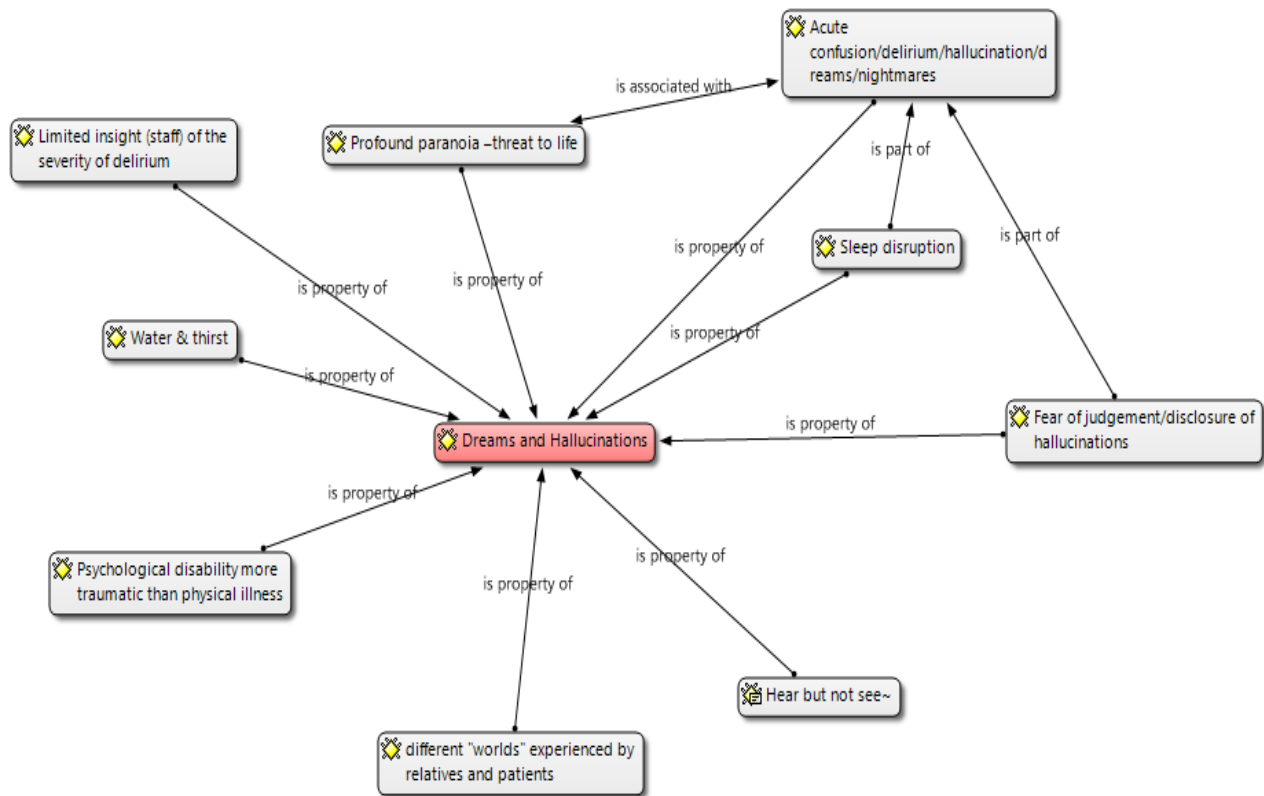 Acute
confusion/delirium/hallucination/d
reams/nightmares
is associated with
Limited insight (staff) of the
severity of delirium
Profound paranoia –threat to life
is part of
is property of
Sleep disruption
is part of
is property of
is property of
is property of
Water & thirst
is property of
is property of
Fear of judgement/disclosure of
hallucinations
is property of
Dreams and Hallucinations
is property of
Psychological disability more
traumatic than physical illness
is property of
is property of
Hear but not see~
different "worlds" experienced by
relatives and patients